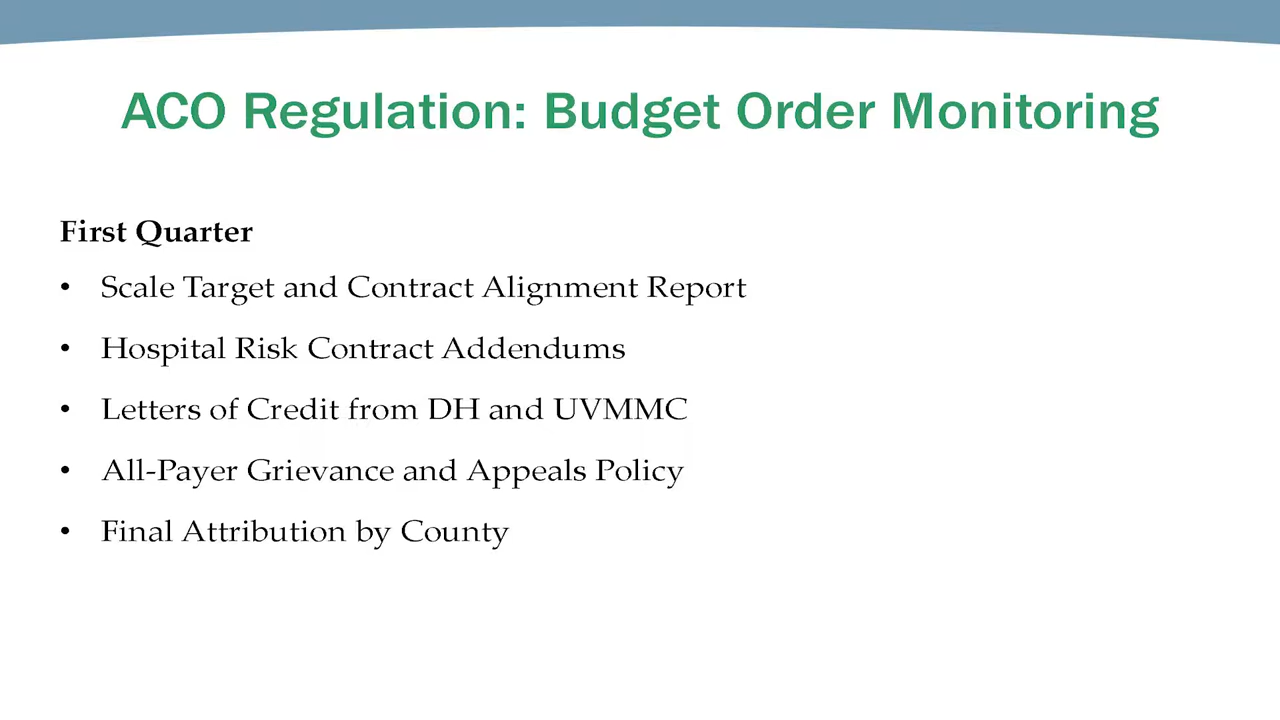 ACO Regulation: Budget Order Monitoring
First Quarter
• Scale Target and Contract Alignment Report
• Hospital Risk Contract Addendums
• Letters of Credit from DH and UVMMC
• All-Payer Grievance and Appeals Policy
• Final Attribution by County